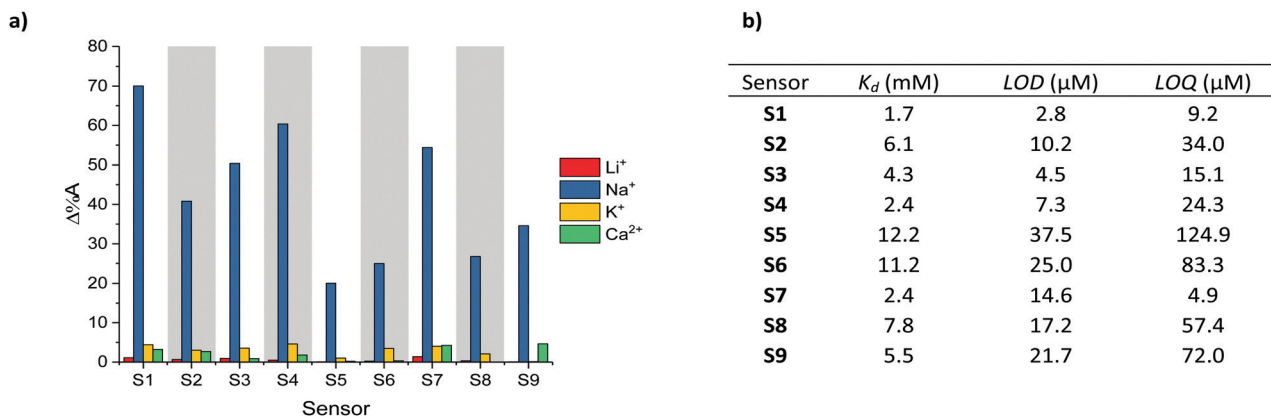 a)
80
70
60
50
40
30
20
10
0
Δ%A
S1 S2 S3 S4 S5 S6 S7 S8 S9
Sensor
Li⁺
Na⁺
K⁺
Ca²⁺
b)
Sensor Kd (mM) LOD (μM) LOQ (μM)
S1 1.7 2.8 9.2
S2 6.1 10.2 34.0
S3 4.3 4.5 15.1
S4 2.4 7.3 24.3
S5 12.2 37.5 124.9
S6 11.2 25.0 83.3
S7 2.4 14.6 4.9
S8 7.8 17.2 57.4
S9 5.5 21.7 72.0